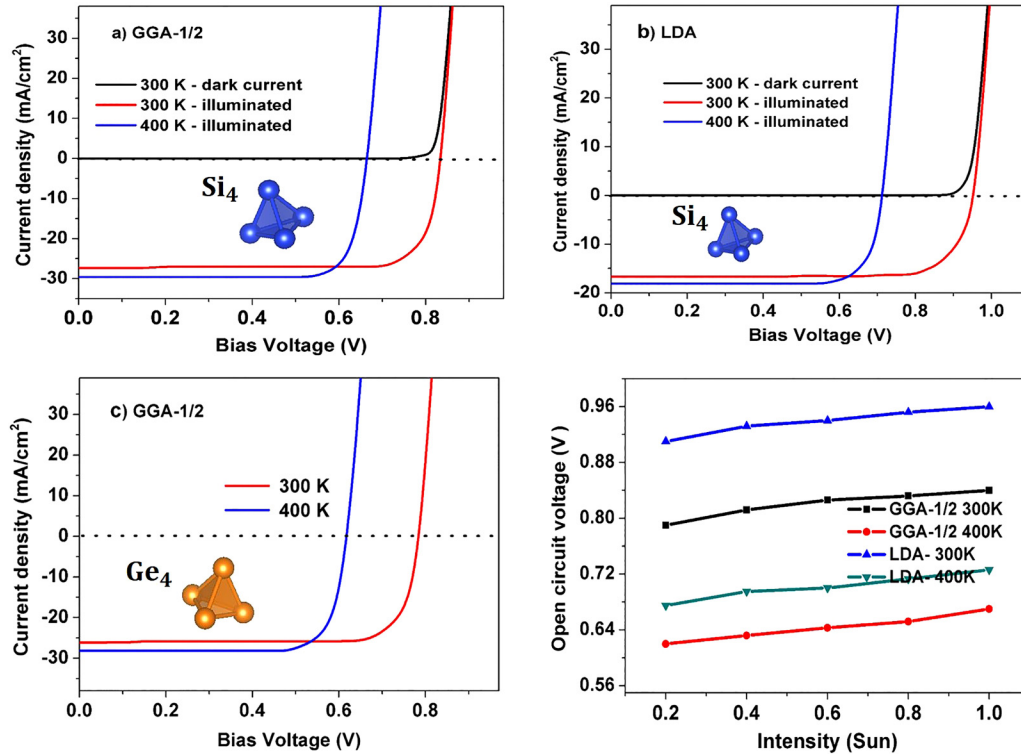 a) GGA-1/2
300 K - dark current
300 K - illuminated
400 K - illuminated
Si4
Current density (mA/cm²)
30
20
10
0
-10
-20
-30
0.0 0.2 0.4 0.6 0.8
Bias Voltage (V)
b) LDA
300 K - dark current
300 K - illuminated
400 K - illuminated
Si4
Current density (mA/cm²)
30
20
10
0
-10
-20
0.0 0.2 0.4 0.6 0.8 1.0
Bias Voltage (V)
c) GGA-1/2
300 K
400 K
Ge4
Current density (mA/cm²)
30
20
10
0
-10
-20
-30
0.0 0.2 0.4 0.6 0.8
Bias Voltage (V)
Open circuit voltage (V)
0.96
0.88
0.80
0.72
0.64
0.56
GGA-1/2 300K
GGA-1/2 400K
LDA- 300K
LDA- 400K
0.2 0.4 0.6 0.8 1.0
Intensity (Sun)